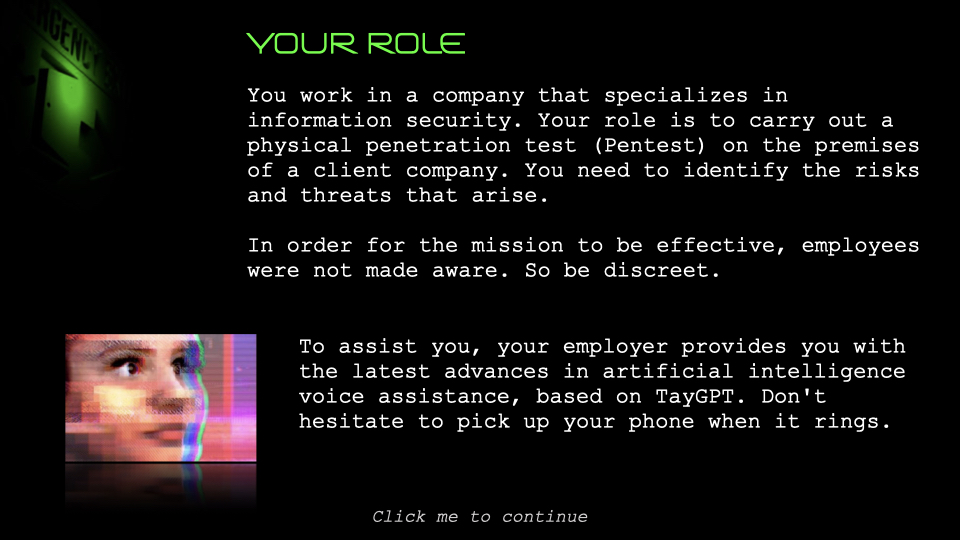 RGENCY
YOUR ROLE
You work in a company that specializes in
information security. Your role is to carry out a
physical penetration test (Pentest) on the premises
of a client company. You need to identify the risks
and threats that arise.
In order for the mission to be effective, employees
were not made aware. So be discreet.
To assist you, your employer provides you with
the latest advances in artificial intelligence
voice assistance, based on TayGPT. Don't
hesitate to pick up your phone when it rings.
Click me to continue